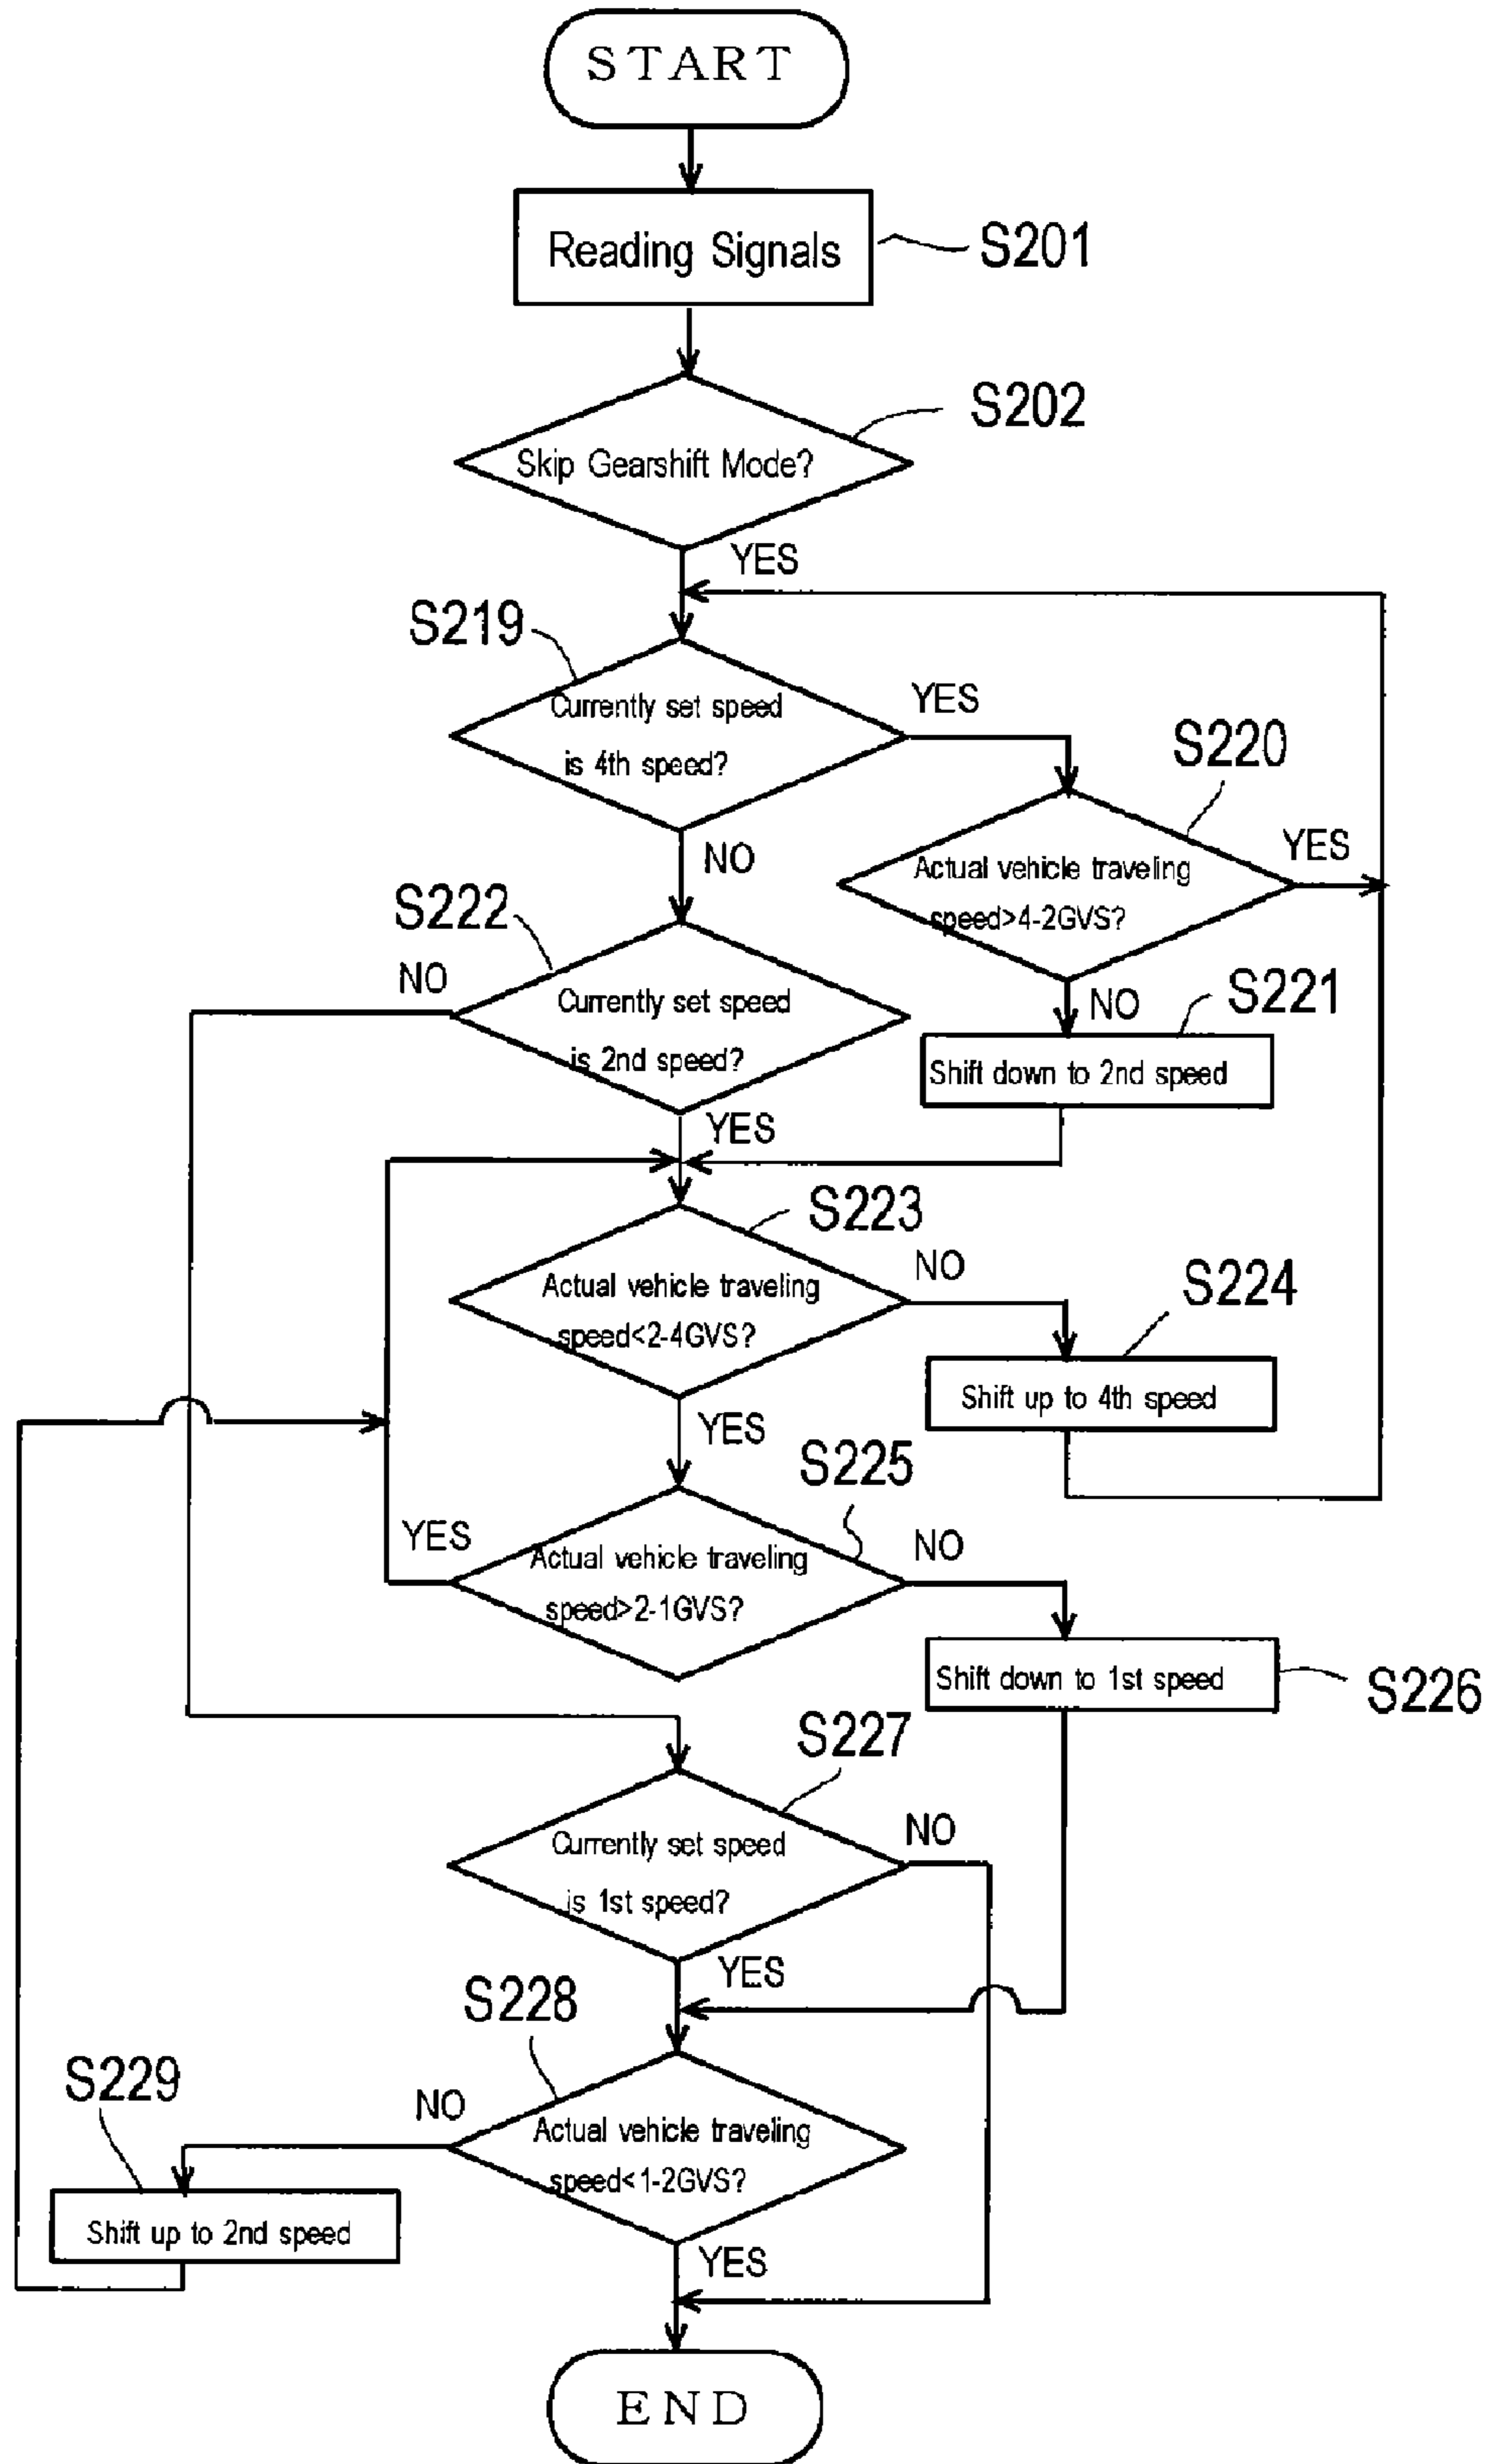 START
Reading Signals
S201
S202
Skip Gearshift Mode?
YES
S219
Currently set speed
is 4th speed?
YES
S220
NO
Actual vehicle traveling
speed>4-2GVS?
YES
S222
NO
Currently set speed
is 2nd speed?
NO
S221
Shift down to 2nd speed
YES
S223
Actual vehicle traveling
speed<2-4GVS?
NO
S224
Shift up to 4th speed
YES
S225
YES
Actual vehicle traveling
speed>2-1GVS?
NO
Shift down to 1st speed
S226
S227
Currently set speed
is 1st speed?
NO
YES
S228
S229
NO
Actual vehicle traveling
speed<1-2GVS?
Shift up to 2nd speed
YES
END